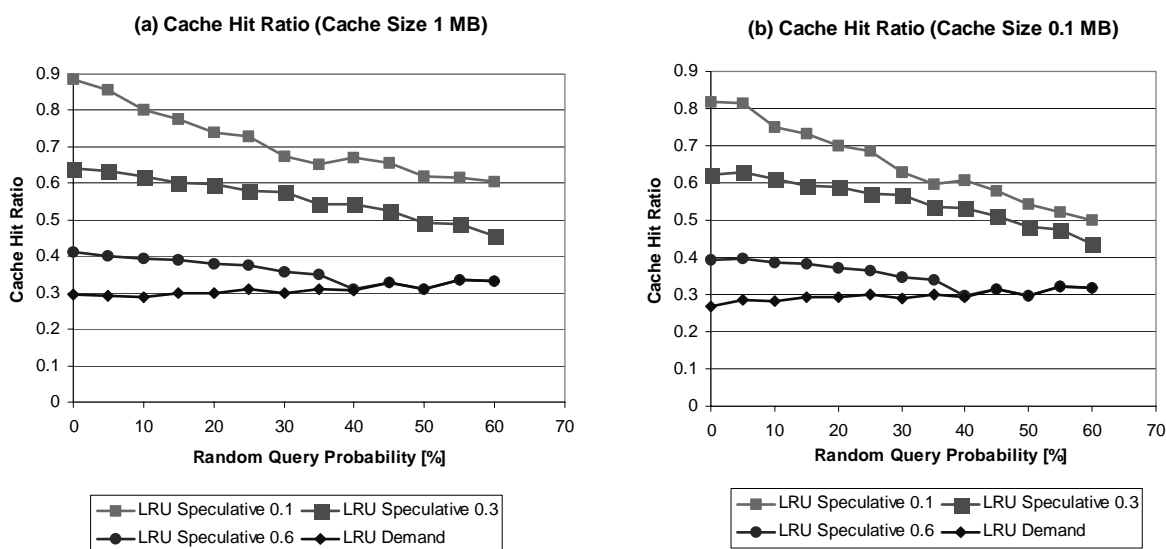 (a) Cache Hit Ratio (Cache Size 1 MB)
Cache Hit Ratio
0.9
0.8
0.7
0.6
0.5
0.4
0.3
0.2
0.1
0
0 10 20 30 40 50 60 70
Random Query Probability [%]
LRU Speculative 0.1 LRU Speculative 0.3
LRU Speculative 0.6 LRU Demand
(b) Cache Hit Ratio (Cache Size 0.1 MB)
Cache Hit Ratio
0.9
0.8
0.7
0.6
0.5
0.4
0.3
0.2
0.1
0
0 10 20 30 40 50 60 70
Random Query Probability [%]
LRU Speculative 0.1 LRU Speculative 0.3
LRU Speculative 0.6 LRU Demand